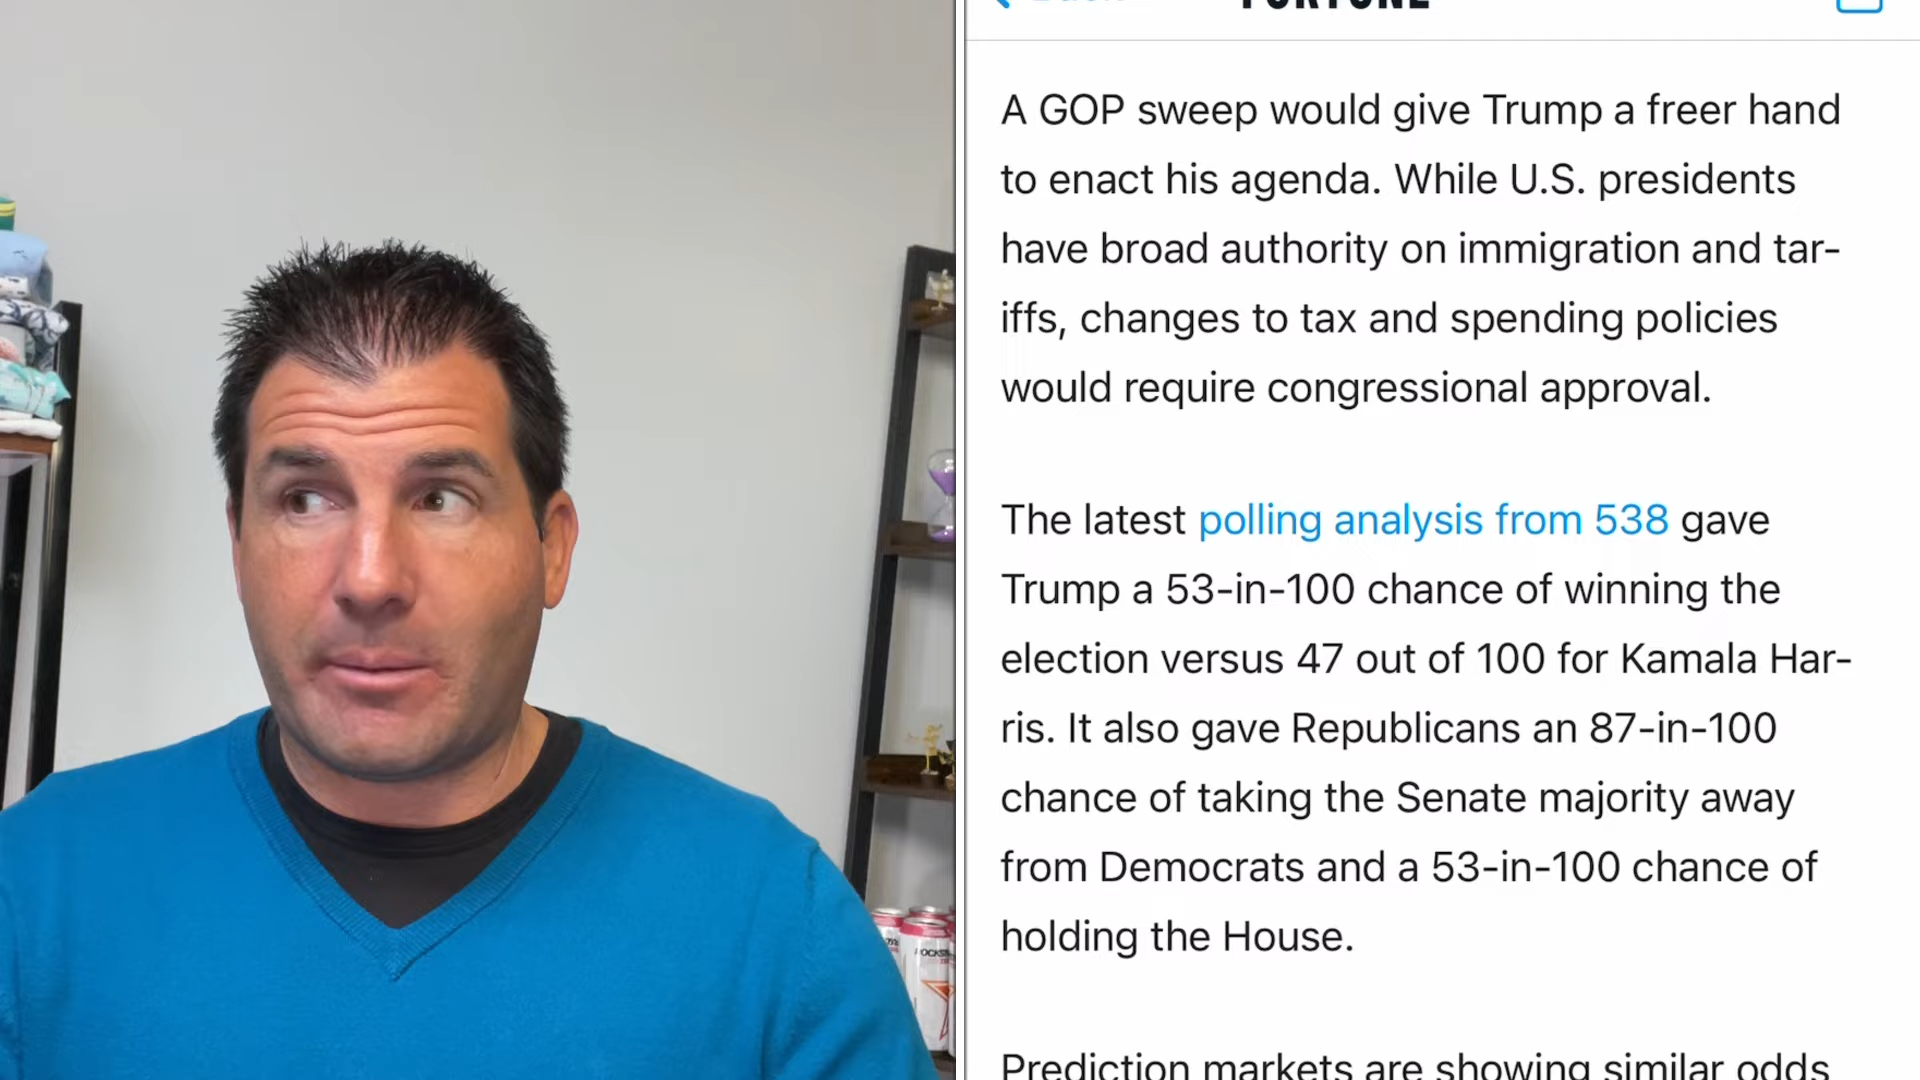 Back
FORTUNE
A GOP sweep would give Trump a freer hand
to enact his agenda. While U.S. presidents
have broad authority on immigration and tar-
iffs, changes to tax and spending policies
would require congressional approval.
The latest polling analysis from 538 gave
Trump a 53-in-100 chance of winning the
election versus 47 out of 100 for Kamala Har-
ris. It also gave Republicans an 87-in-100
chance of taking the Senate majority away
from Democrats and a 53-in-100 chance of
holding the House.
Prediction markets are showing similar odds